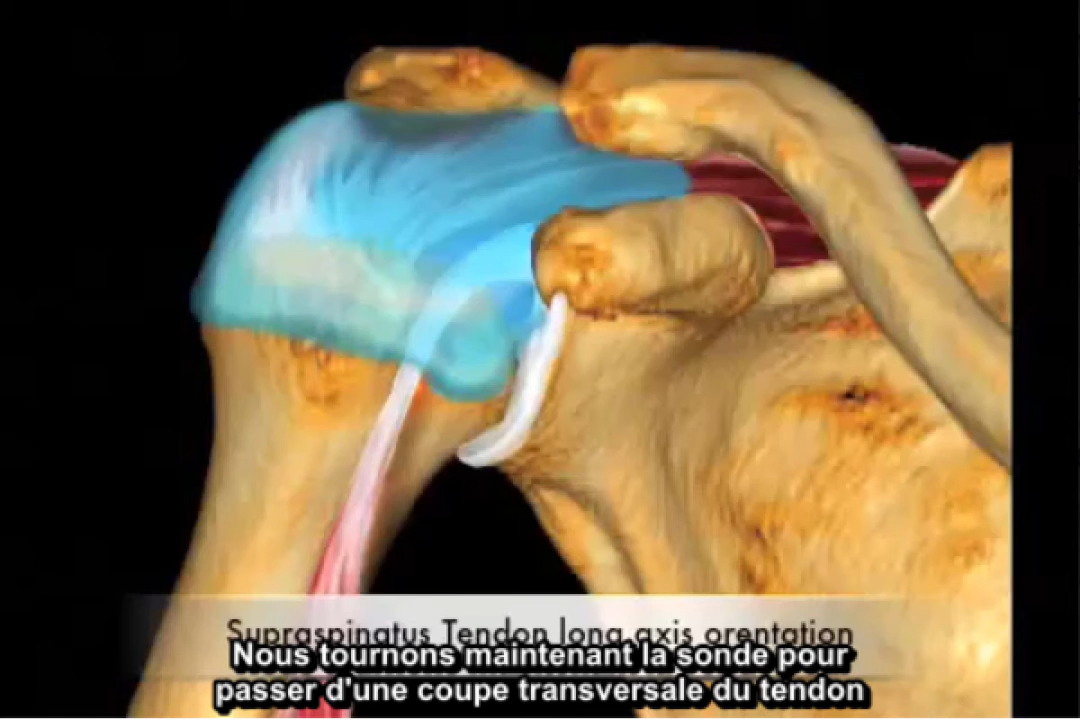 Supraspinatus Tendon long axis orentation
Nous tournons maintenant la sonde pour
passer d'une coupe transversale du tendon